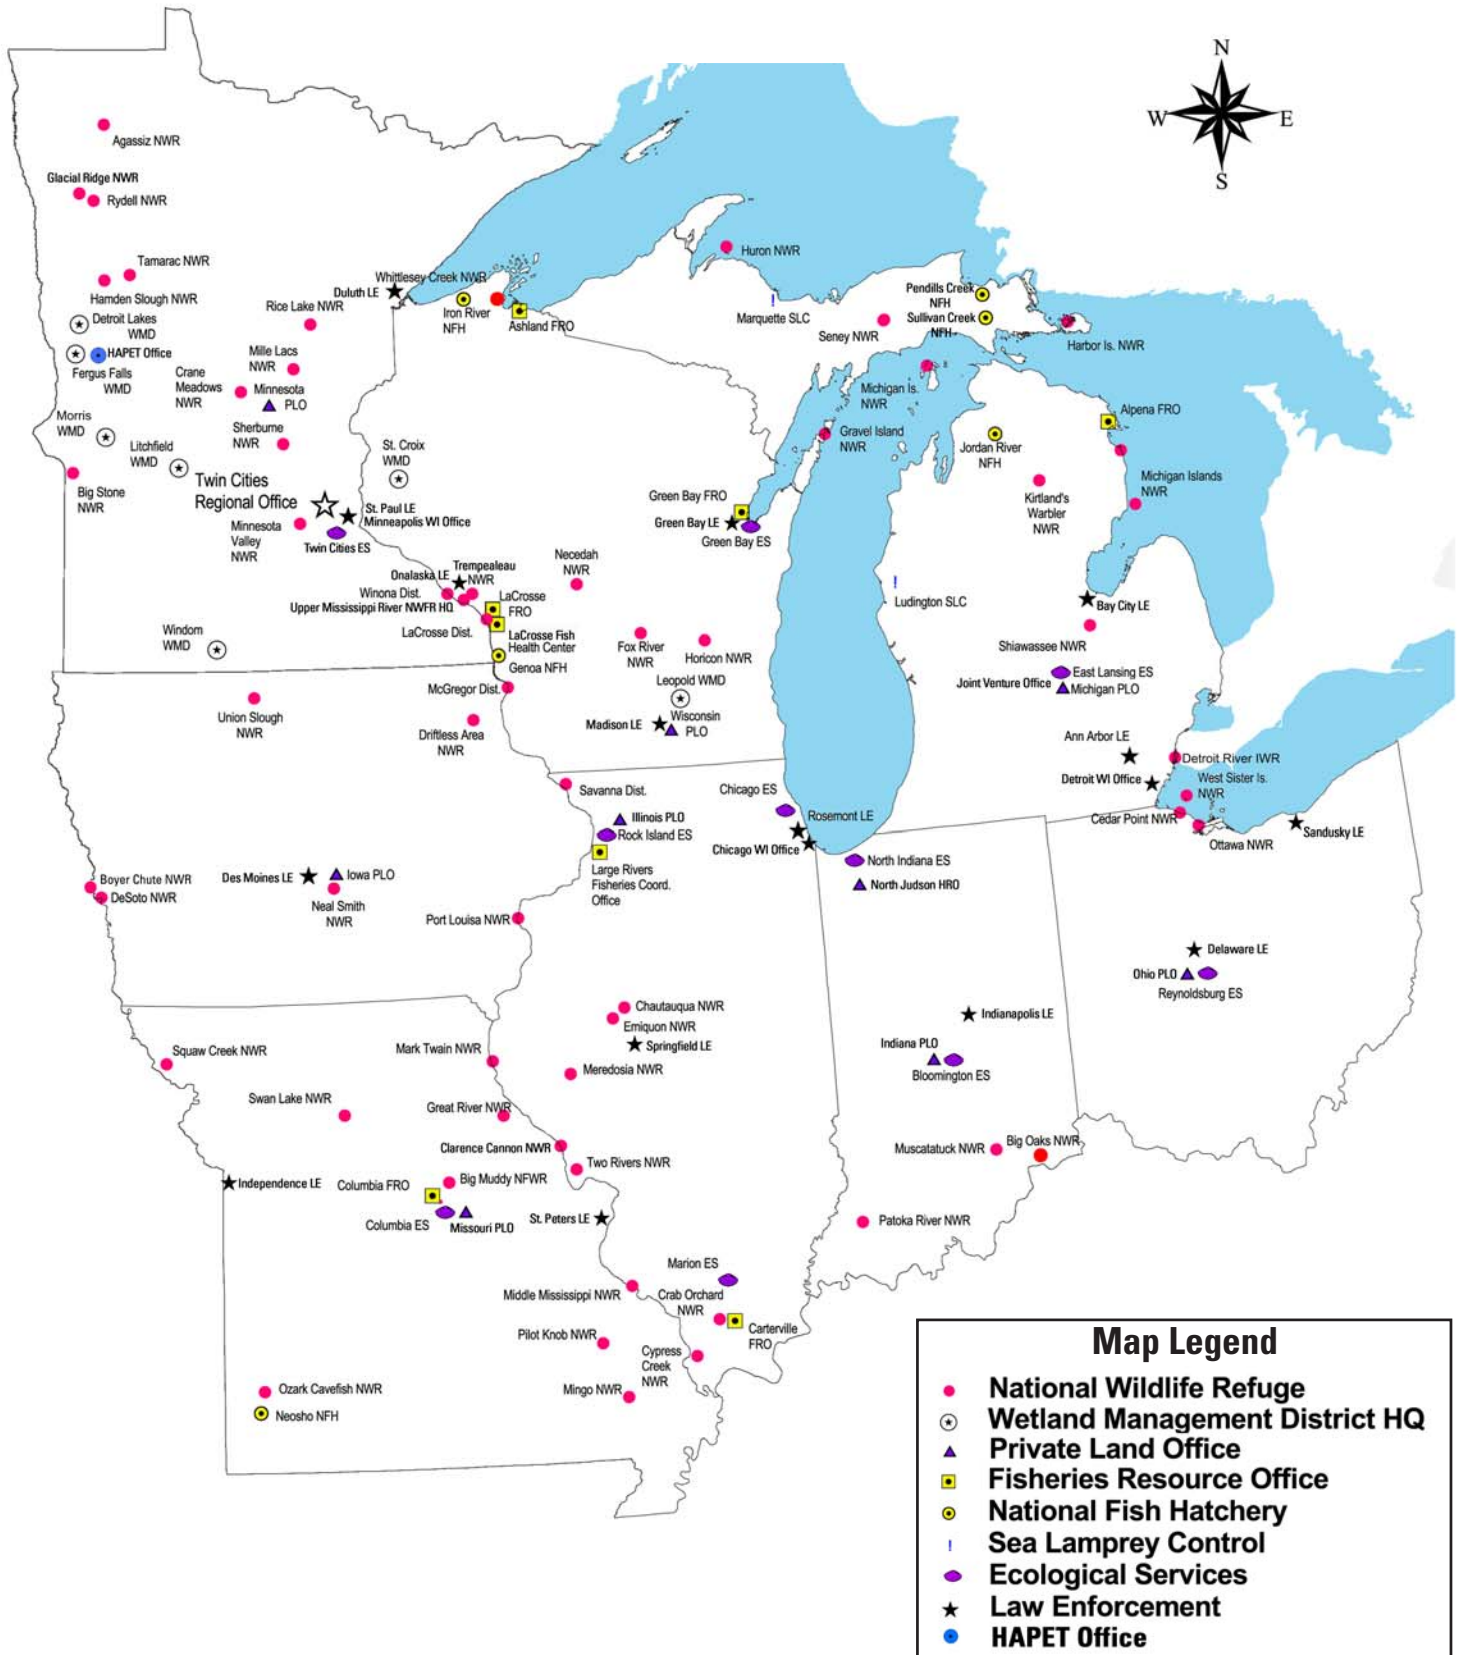 N
W
E
S
Agassiz NWR
Glacial Ridge NWR
Rydell NWR
Tamarac NWR
Hamden Slough NWR
Detroit Lakes
WMD
HAPET Office
Fergus Falls
WMD
Morris
WMD
Litchfield
WMD
Big Stone
NWR
Rice Lake NWR
Mille Lacs
NWR
Crane
Meadows
NWR
Minnesota
PLO
Sherburne
NWR
Twin Cities
Regional Office
Minnesota
Valley
NWR
St. Paul LE
Minneapolis WI Office
Twin Cities ES
Windom
WMD
Duluth LE
Whittlesey Creek NWR
Iron River
NFH
Ashland FRO
St. Croix
WMD
Onalaska LE
Trempealeau
NWR
Winona Dist.
Upper Mississippi River NWFR HQ
LaCrosse
FRO
LaCrosse Dist.
LaCrosse Fish
Health Center
Genoa NFH
McGregor Dist.
Necedah
NWR
Fox River
NWR
Horicon NWR
Leopold WMD
Madison LE
Wisconsin
PLO
Green Bay FRO
Green Bay LE
Green Bay ES
Gravel Island
NWR
Huron NWR
Marquette SLC
Seney NWR
Pendills Creek
NFH
Sullivan Creek
NFH
Harbor Is. NWR
Michigan Is.
NWR
Jordan River
NFH
Alpena FRO
Michigan Islands
NWR
Kirtland's
Warbler
NWR
Ludington SLC
Bay City LE
Shiawassee NWR
East Lansing ES
Joint Venture Office
Michigan PLO
Ann Arbor LE
Detroit River IWR
Detroit WI Office
West Sister Is.
NWR
Cedar Point NWR
Ottawa NWR
Sandusky LE
Union Slough
NWR
Driftless Area
NWR
Savanna Dist.
Illinois PLO
Rock Island ES
Large Rivers
Fisheries Coord.
Office
Chicago ES
Rosemont LE
Chicago WI Office
North Indiana ES
North Judson HRO
Boyer Chute NWR
DeSoto NWR
Des Moines LE
Iowa PLO
Neal Smith
NWR
Port Louisa NWR
Delaware LE
Ohio PLO
Reynoldsburg ES
Chautauqua NWR
Emiquon NWR
Springfield LE
Meredosia NWR
Indianapolis LE
Indiana PLO
Bloomington ES
Squaw Creek NWR
Mark Twain NWR
Swan Lake NWR
Great River NWR
Clarence Cannon NWR
Two Rivers NWR
Muscatatuck NWR
Big Oaks NWR
Patoka River NWR
Independence LE
Columbia FRO
Big Muddy NFWR
Columbia ES
Missouri PLO
St. Peters LE
Marion ES
Middle Mississippi NWR
Crab Orchard
NWR
Carterville
FRO
Pilot Knob NWR
Cypress
Creek
NWR
Mingo NWR
Ozark Cavefish NWR
Neosho NFH
Map Legend
National Wildlife Refuge
Wetland Management District HQ
Private Land Office
Fisheries Resource Office
National Fish Hatchery
! Sea Lamprey Control
Ecological Services
Law Enforcement
HAPET Office